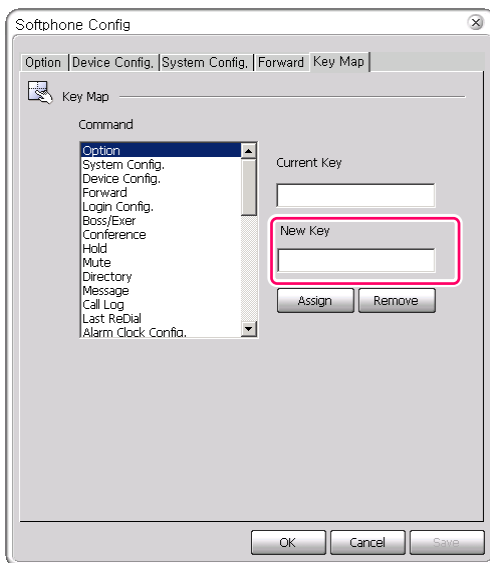 Softphone Config
Option Device Config. System Config. Forward Key Map
Key Map
Command
Option
System Config.
Device Config.
Forward
Login Config.
Boss/Exer
Conference
Hold
Mute
Directory
Message
Call Log
Last ReDial
Alarm Clock Config.
Current Key
New Key
Assign Remove
OK Cancel Save